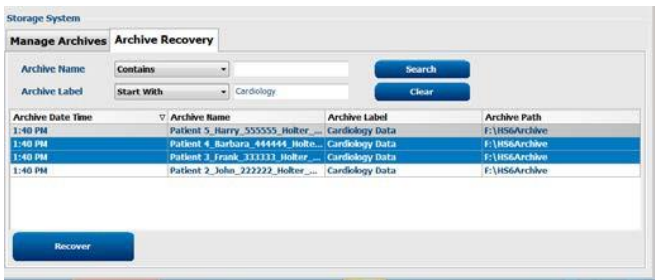 Storage System
Manage Archives Archive Recovery
Archive Name Contains Search
Archive Label Start With Cardiology Clear
Archive Date Time Archive Name Archive Label Archive Path
1:40 PM Patient 5_Harry_555555_Holter_... Cardiology Data F:\HS6Archive
1:40 PM Patient 4_Barbara_444444_Holte... Cardiology Data F:\HS6Archive
1:40 PM Patient 3_Frank_333333_Holter_... Cardiology Data F:\HS6Archive
1:40 PM Patient 2_John_222222_Holter_... Cardiology Data F:\HS6Archive
Recover